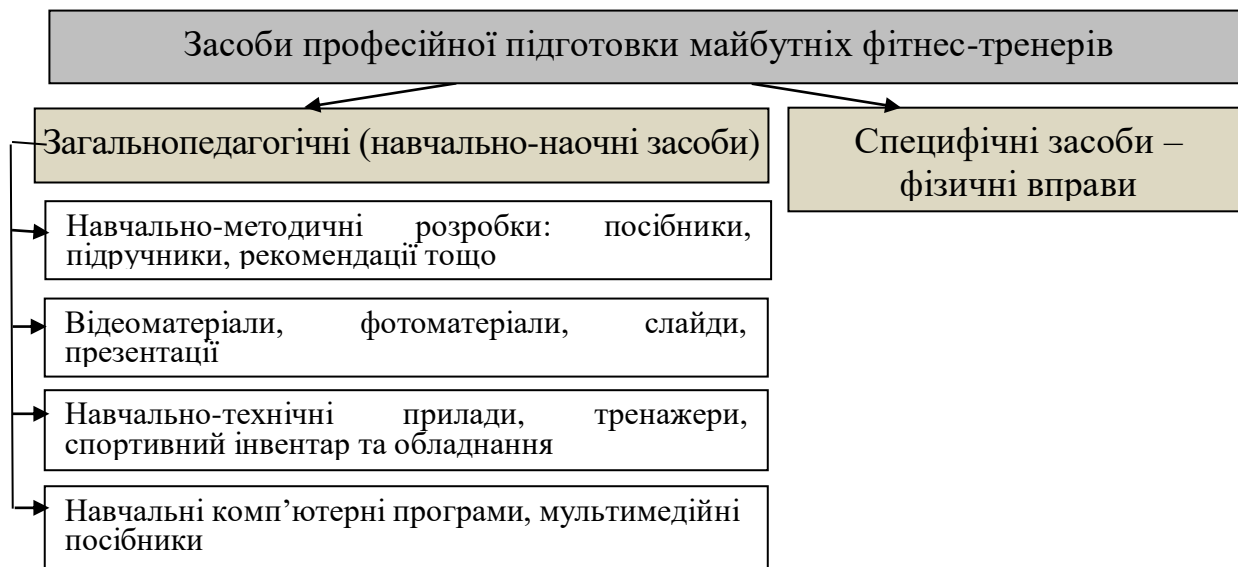 Засоби професійної підготовки майбутніх фітнес-тренерів
Загальнопедагогічні (навчально-наочні засоби)
Специфічні засоби –
фізичні вправи
Навчально-методичні розробки: посібники,
підручники, рекомендації тощо
Відеоматеріали, фотоматеріали, слайди,
презентації
Навчально-технічні прилади, тренажери,
спортивний інвентар та обладнання
Навчальні комп’ютерні програми, мультимедійні
посібники